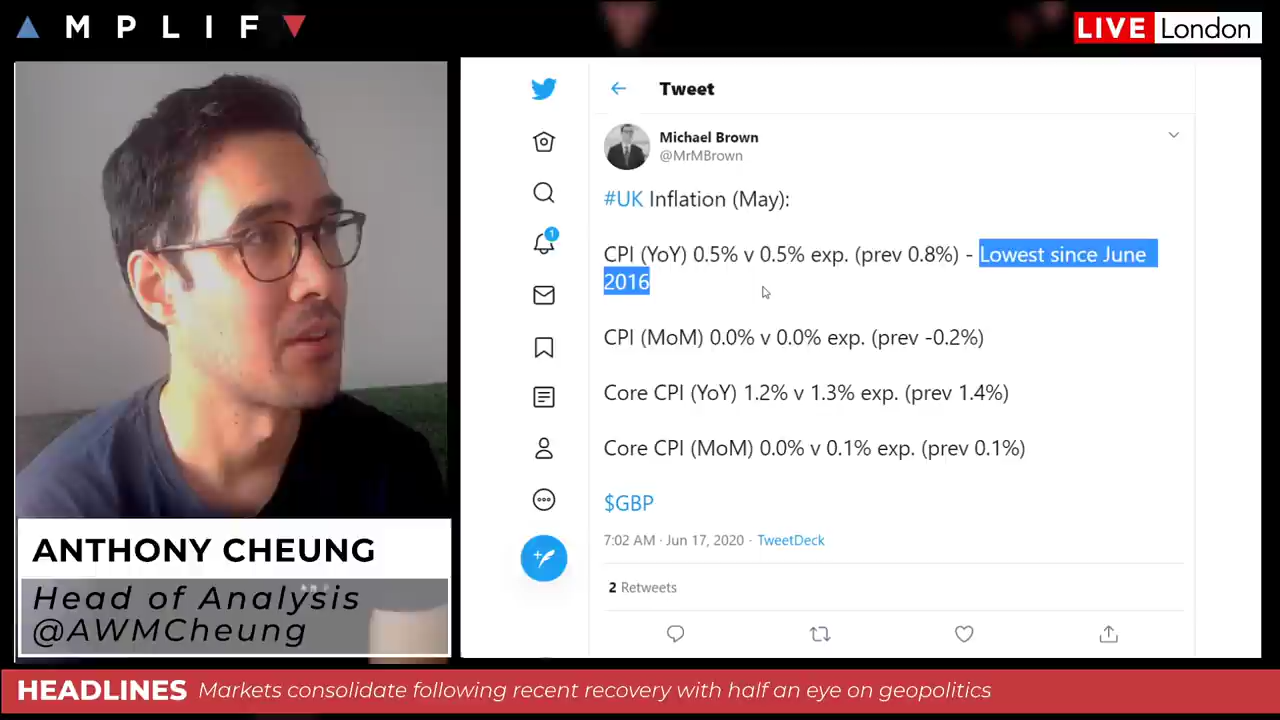 AMPLIFY
LIVE London
Tweet
Michael Brown
@MrMBrown
#UK Inflation (May):
CPI (YoY) 0.5% v 0.5% exp. (prev 0.8%) - Lowest since June
2016
CPI (MoM) 0.0% v 0.0% exp. (prev -0.2%)
Core CPI (YoY) 1.2% v 1.3% exp. (prev 1.4%)
Core CPI (MoM) 0.0% v 0.1% exp. (prev 0.1%)
$GBP
7:02 AM · Jun 17, 2020 · TweetDeck
2 Retweets
1
ANTHONY CHEUNG
Head of Analysis
@AWMCheung
HEADLINES Markets consolidate following recent recovery with half an eye on geopolitics